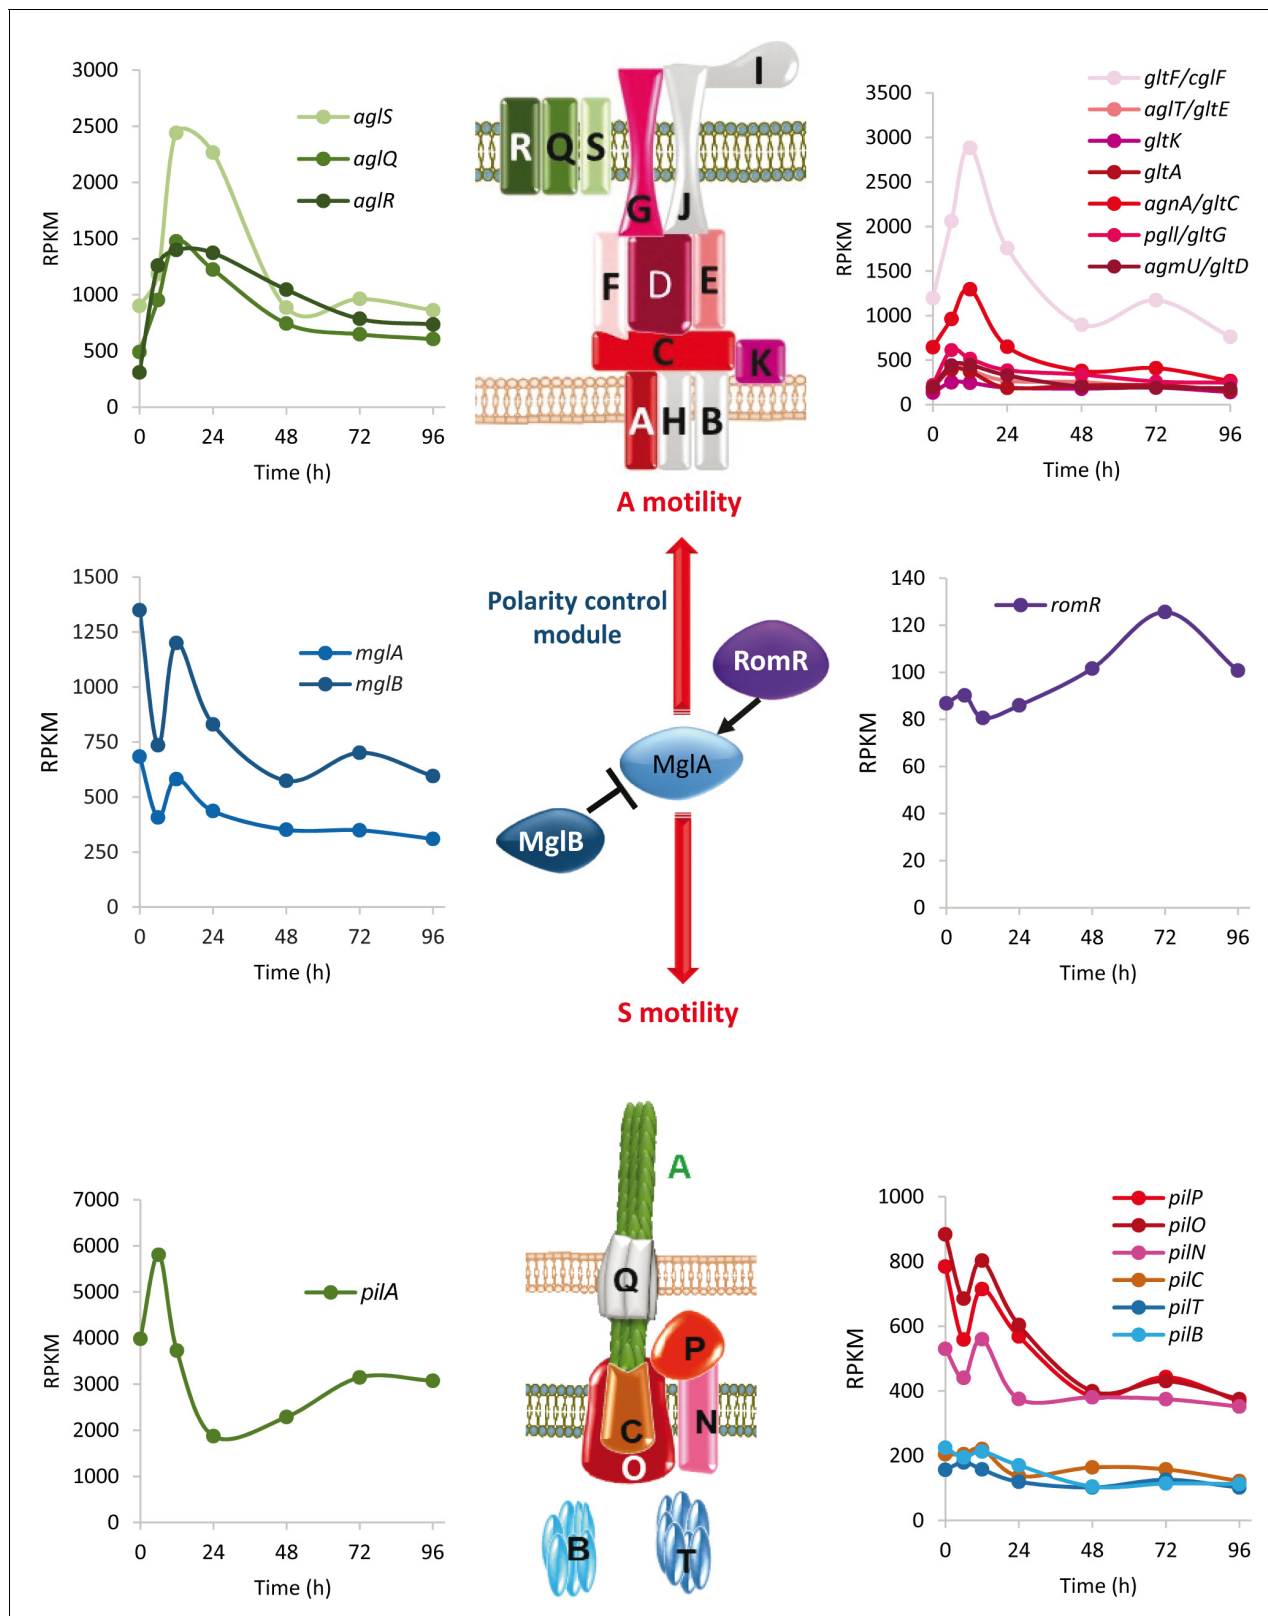 3000
2500
2000
1500
1000
500
0
RPKM
0 24 48 72 96
Time (h)
aglS
aglQ
aglR
I
R Q S
G J
F D E
C K
A H B
A motility
gltF/cglF
aglT/gltE
gltK
gltA
agnA/gltC
pglI/gltG
agmU/gltD
3500
3000
2500
2000
1500
1000
500
0
RPKM
0 24 48 72 96
Time (h)
1500
1250
1000
750
500
250
0
RPKM
0 24 48 72 96
Time (h)
mglA
mglB
Polarity control
module
RomR
MglA
MglB
S motility
romR
140
120
100
80
60
40
20
0
RPKM
0 24 48 72 96
Time (h)
7000
6000
5000
4000
3000
2000
1000
0
RPKM
0 24 48 72 96
Time (h)
pilA
A
Q
P
C N
O
B T
pilP
pilO
pilN
pilC
pilT
pilB
1000
800
600
400
200
0
RPKM
0 24 48 72 96
Time (h)